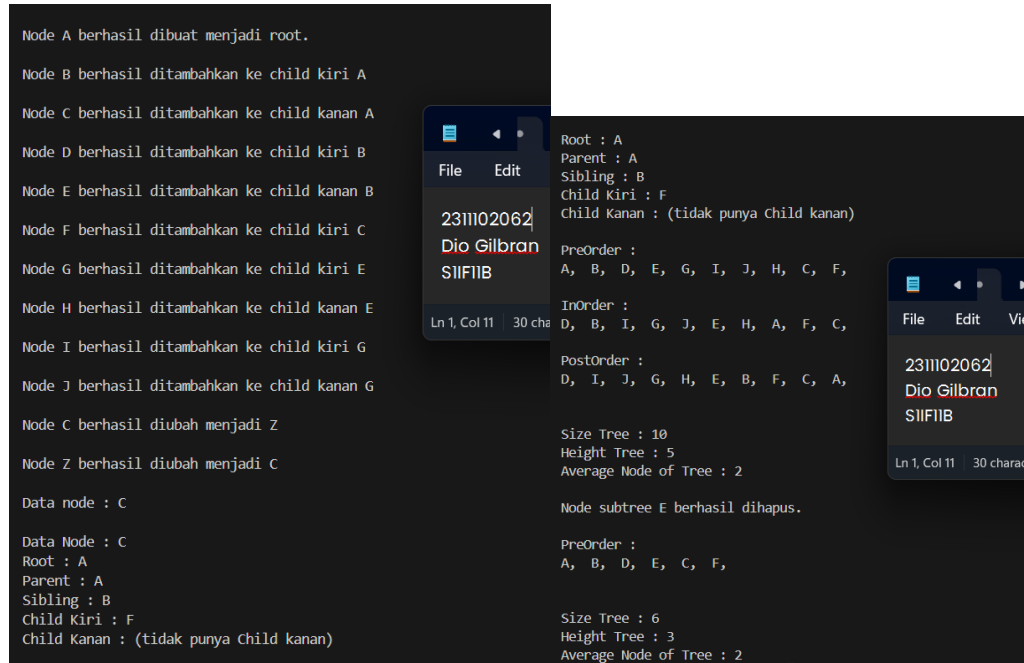 Node A berhasil dibuat menjadi root.
Node B berhasil ditambahkan ke child kiri A
Node C berhasil ditambahkan ke child kanan A
Node D berhasil ditambahkan ke child kiri B
Node E berhasil ditambahkan ke child kanan B
Node F berhasil ditambahkan ke child kiri C
Node G berhasil ditambahkan ke child kiri E
Node H berhasil ditambahkan ke child kanan E
Node I berhasil ditambahkan ke child kiri G
Node J berhasil ditambahkan ke child kanan G
Node C berhasil diubah menjadi Z
Node Z berhasil diubah menjadi C
Data node : C
Data Node : C
Root : A
Parent : A
Sibling : B
Child Kiri : F
Child Kanan : (tidak punya Child kanan)
File Edit
2311102062
Dio Gilbran
S1IF11B
Ln 1, Col 11 30 cha
Root : A
Parent : A
Sibling : B
Child Kiri : F
Child Kanan : (tidak punya Child kanan)
PreOrder :
A, B, D, E, G, I, J, H, C, F,
InOrder :
D, B, I, G, J, E, H, A, F, C,
PostOrder :
D, I, J, G, H, E, B, F, C, A,
Size Tree : 10
Height Tree : 5
Average Node of Tree : 2
Node subtree E berhasil dihapus.
PreOrder :
A, B, D, E, C, F,
Size Tree : 6
Height Tree : 3
Average Node of Tree : 2
File Edit Vie
2311102062
Dio Gilbran
S1IF11B
Ln 1, Col 11 30 charac